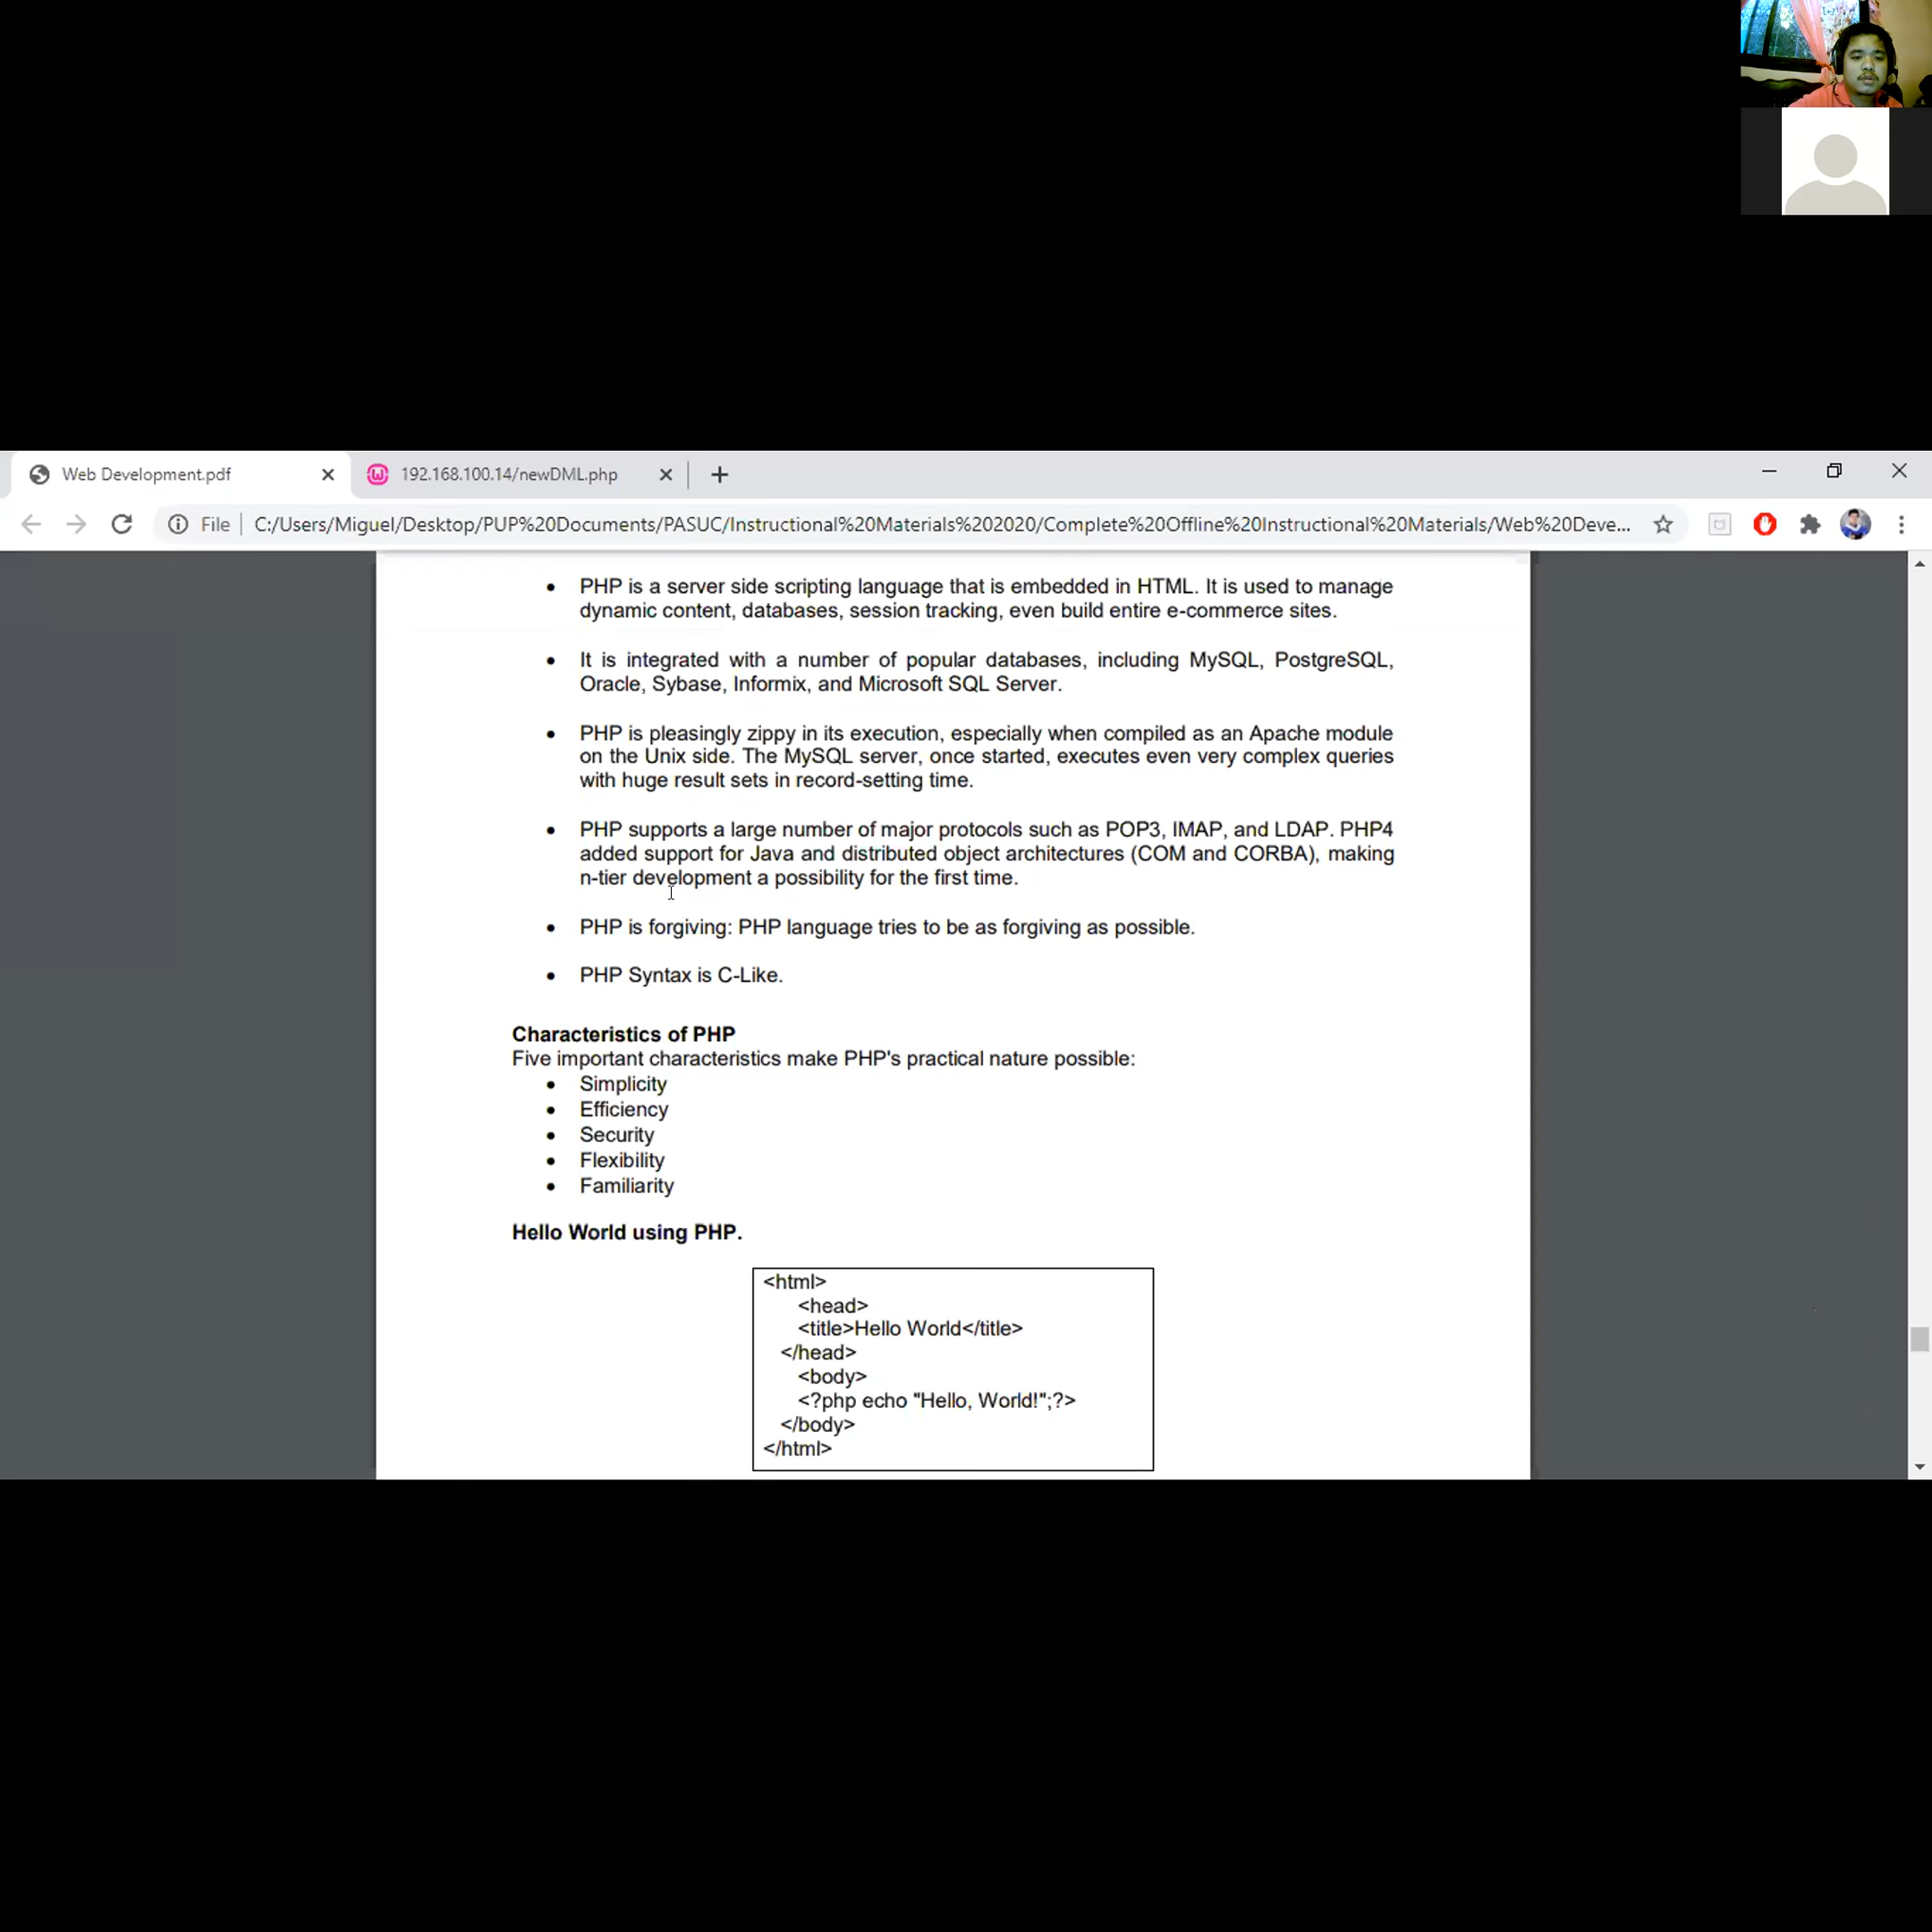 Web Development.pdf
192.168.100.14/newDML.php
File
C:/Users/Miguel/Desktop/PUP%20Documents/PASUC/Instructional%20Materials%202020/Complete%20Offline%20Instructional%20Materials/Web%20Deve...
• PHP is a server side scripting language that is embedded in HTML. It is used to manage
dynamic content, databases, session tracking, even build entire e-commerce sites.
• It is integrated with a number of popular databases, including MySQL, PostgreSQL,
Oracle, Sybase, Informix, and Microsoft SQL Server.
• PHP is pleasingly zippy in its execution, especially when compiled as an Apache module
on the Unix side. The MySQL server, once started, executes even very complex queries
with huge result sets in record-setting time.
• PHP supports a large number of major protocols such as POP3, IMAP, and LDAP. PHP4
added support for Java and distributed object architectures (COM and CORBA), making
n-tier development a possibility for the first time.
• PHP is forgiving: PHP language tries to be as forgiving as possible.
• PHP Syntax is C-Like.
Characteristics of PHP
Five important characteristics make PHP's practical nature possible:
• Simplicity
• Efficiency
• Security
• Flexibility
• Familiarity
Hello World using PHP.
<html>
<head>
<title>Hello World</title>
</head>
<body>
<?php echo "Hello, World!";?>
</body>
</html>